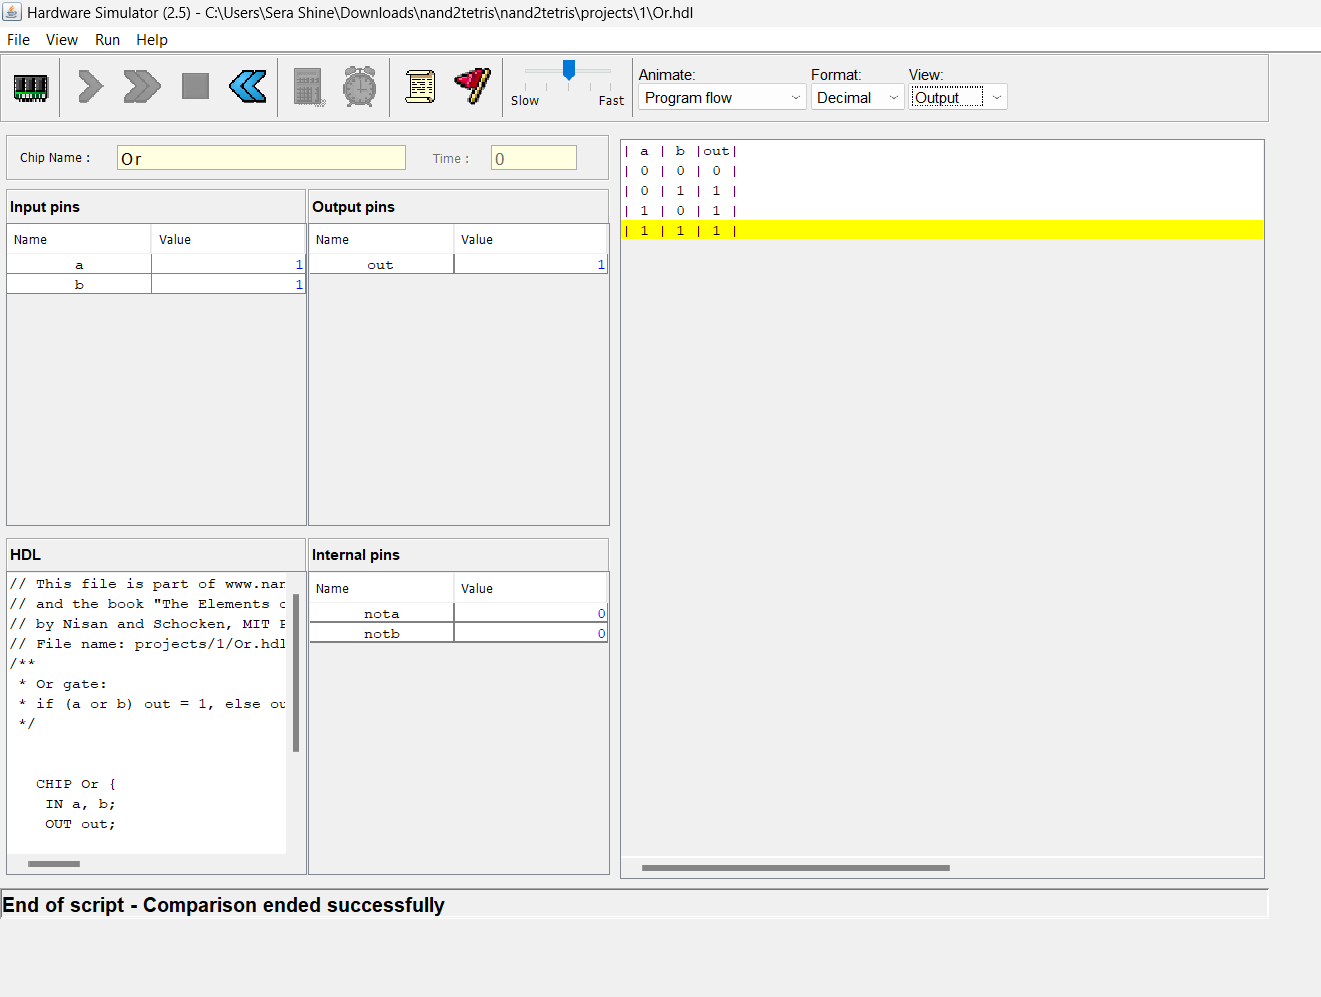 Hardware Simulator (2.5) - C:\Users\Sera Shine\Downloads\nand2tetris\nand2tetris\projects\1\Or.hdl
File View Run Help
Slow Fast
Animate: Format: View:
Program flow Decimal Output
Chip Name : Or Time : 0
Input pins
Name Value
a 1
b 1
Output pins
Name Value
out 1
| a | b |out|
| 0 | 0 | 0 |
| 0 | 1 | 1 |
| 1 | 0 | 1 |
| 1 | 1 | 1 |
HDL
// This file is part of www.nan
// and the book "The Elements o
// by Nisan and Schocken, MIT P
// File name: projects/1/Or.hdl
/**
* Or gate:
* if (a or b) out = 1, else ou
*/
CHIP Or {
IN a, b;
OUT out;
Internal pins
Name Value
nota 0
notb 0
End of script - Comparison ended successfully